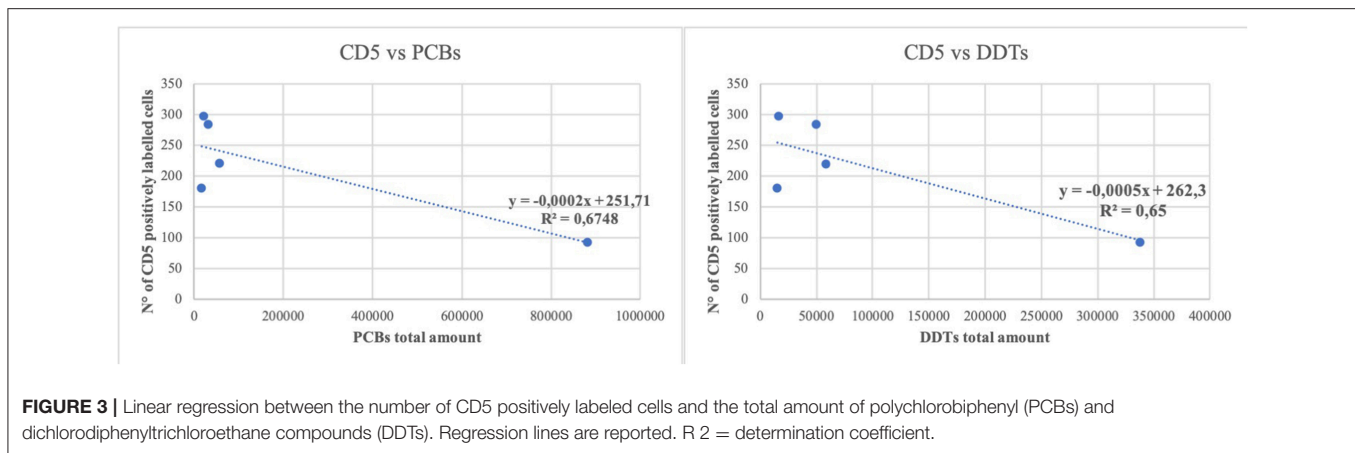 CD5 vs PCBs
N° of CD5 positively labelled cells
350
300
250
200
150
100
50
0
y = -0,0002x + 251,71
R² = 0,6748
0 200000 400000 600000 800000 1000000
PCBs total amount
CD5 vs DDTs
N° of CD5 positively labelled cells
350
300
250
200
150
100
50
0
y = -0,0005x + 262,3
R² = 0,65
0 50000 100000 150000 200000 250000 300000 350000 400000
DDTs total amount
FIGURE 3 | Linear regression between the number of CD5 positively labeled cells and the total amount of polychlorobiphenyl (PCBs) and
dichlorodiphenyltrichloroethane compounds (DDTs). Regression lines are reported. R 2 = determination coefficient.